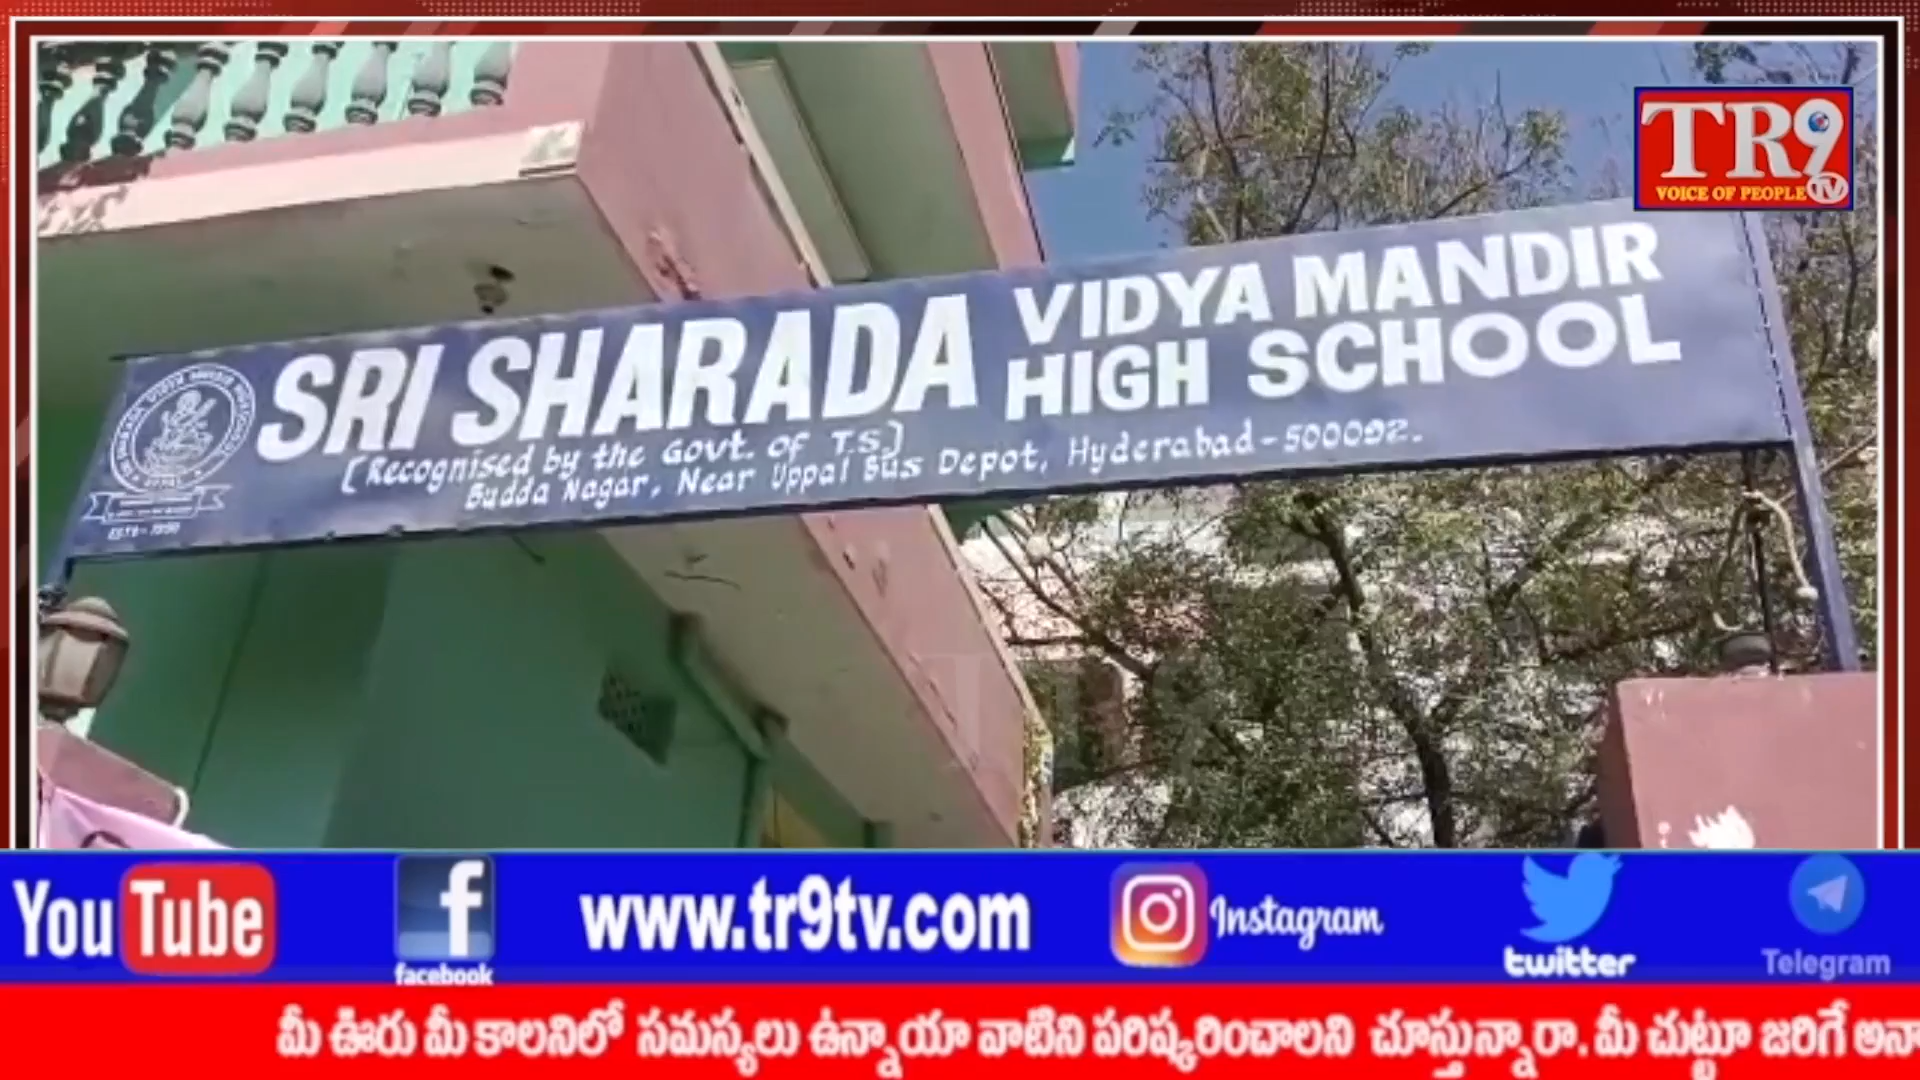 TR9
VOICE OF PEOPLE TV
SRI SHARADA VIDYA MANDIR
HIGH SCHOOL
(Recognised by the Govt. of T.S.)
Budda Nagar, Near Uppal Bus Depot, Hyderabad-500092.
YouTube
facebook
www.tr9tv.com
Instagram
twitter
Telegram
మీ ఊరు మీ కాలనిలో సమస్యలు ఉన్నాయా వాటిని పరిష్కరించాలని చూస్తున్నారా. మీ చుట్టూ జరిగే